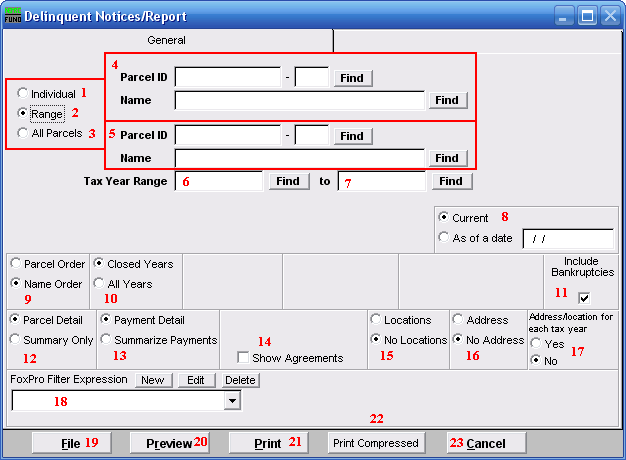 FUND Delinquent Notices/Report
General
4
Parcel ID - Find
Individual 1
Name Find
Range 2
All Parcels 3
5 Parcel ID - Find
Name Find
Tax Year Range 6 Find to 7 Find
Current 8
As of a date / /
Parcel Order Closed Years Include Bankruptcies
Name Order All Years
9 10 11
Parcel Detail Payment Detail Locations Address Address/location for each tax year
Summary Only Summarize Payments 14 No Locations No Address Yes 17
12 13 Show Agreements 15 16 No
FoxPro Filter Expression New Edit Delete
18
22
File 19 Preview 20 Print 21 Print Compressed 23 Cancel